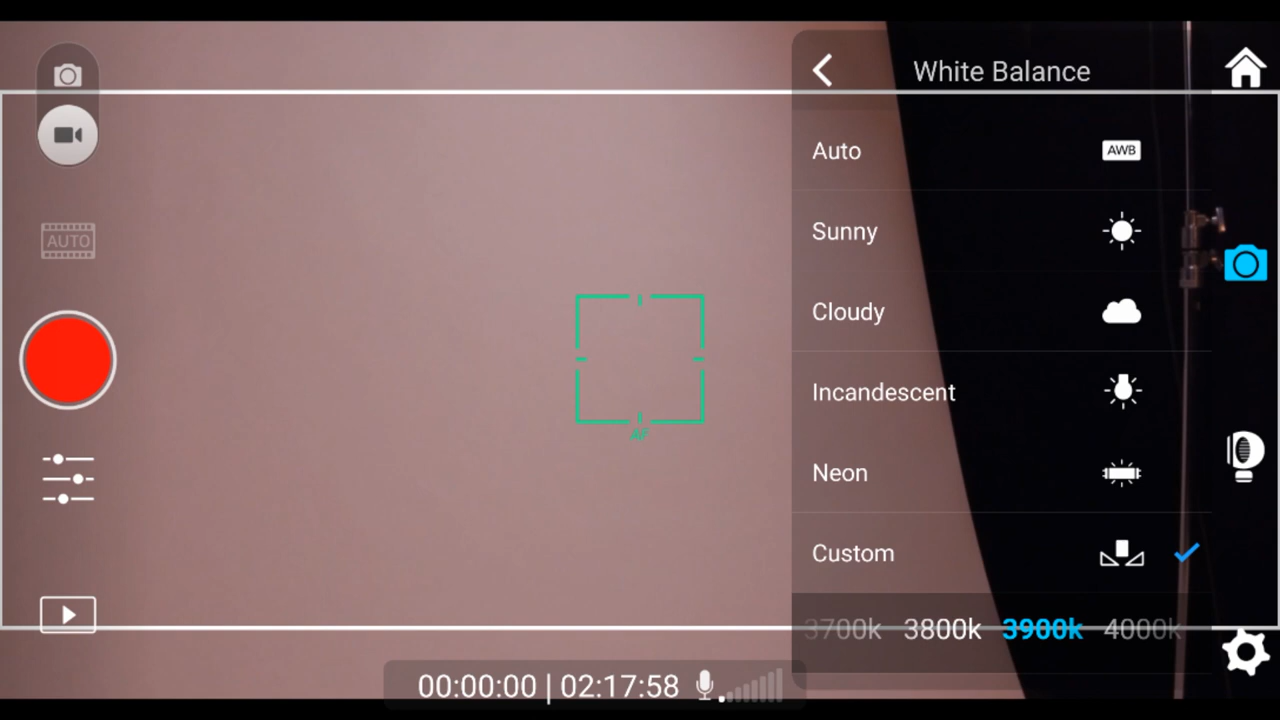 White Balance
Auto AWB
Sunny
AUTO
Cloudy
Incandescent
AF
Neon
Custom
3700k 3800k 3900k 4000k
00:00:00 | 02:17:58